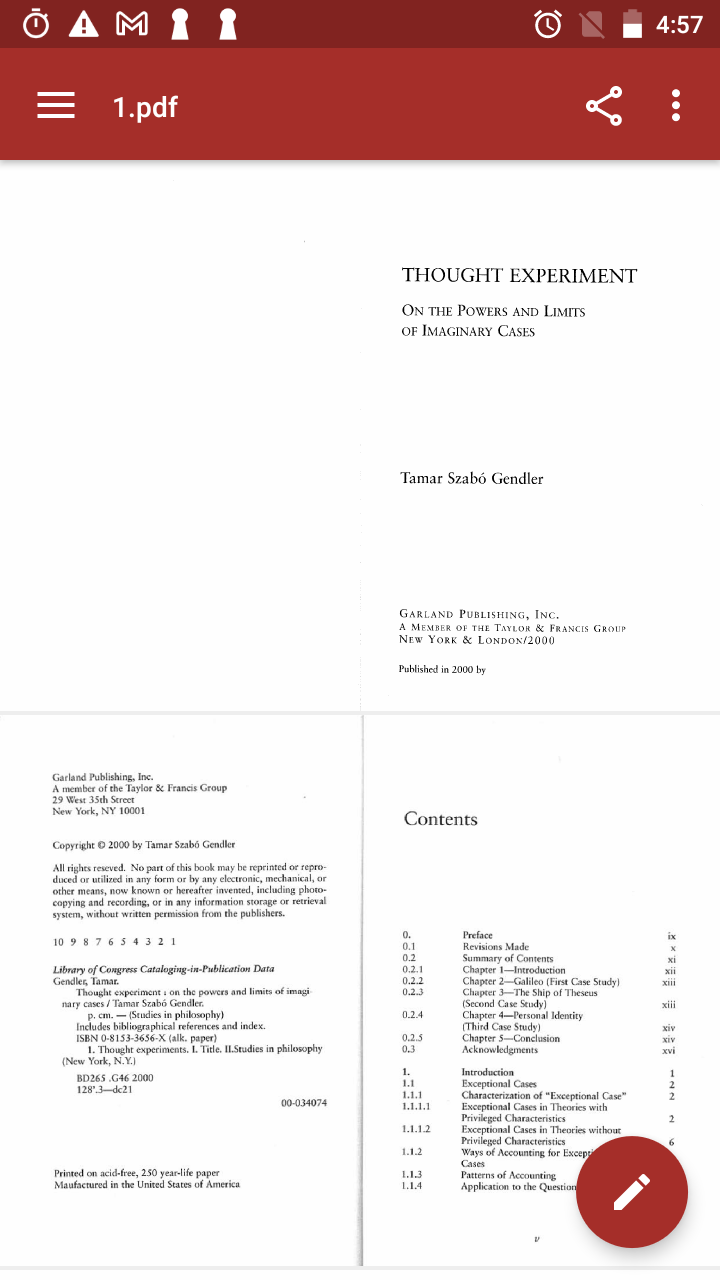 4:57
1.pdf
THOUGHT EXPERIMENT
ON THE POWERS AND LIMITS
OF IMAGINARY CASES
Tamar Szabó Gendler
GARLAND PUBLISHING, INC.
A MEMBER OF THE TAYLOR & FRANCIS GROUP
NEW YORK & LONDON/2000
Published in 2000 by
Garland Publishing, Inc.
A member of the Taylor & Francis Group
29 West 35th Street
New York, NY 10001
Copyright © 2000 by Tamar Szabó Gendler
All rights reseved. No part of this book may be reprinted or repro-
duced or utilized in any form or by any electronic, mechanical, or
other means, now known or hereafter invented, including photo-
copying and recording, or in any information storage or retrieval
system, without written permission from the publishers.
10 9 8 7 6 5 4 3 2 1
Library of Congress Cataloging-in-Publication Data
Gendler, Tamar.
Thought experiment : on the powers and limits of imagi-
nary cases / Tamar Szabó Gendler.
p. cm. — (Studies in philosophy)
Includes bibliographical references and index.
ISBN 0-8153-3656-X (alk. paper)
1. Thought experiments. I. Title. II.Studies in philosophy
(New York, N.Y.)
BD265 .G46 2000
128'.3—dc21
00-034074
Printed on acid-free, 250 year-life paper
Maufactured in the United States of America
Contents
0. Preface ix
0.1 Revisions Made x
0.2 Summary of Contents xi
0.2.1 Chapter 1—Introduction xii
0.2.2 Chapter 2—Galileo (First Case Study) xiii
0.2.3 Chapter 3—The Ship of Theseus
(Second Case Study) xiii
0.2.4 Chapter 4—Personal Identity
(Third Case Study) xiv
0.2.5 Chapter 5—Conclusion xiv
0.3 Acknowledgments xvi
1. Introduction 1
1.1 Exceptional Cases 2
1.1.1 Characterization of "Exceptional Case" 2
1.1.1.1 Exceptional Cases in Theories with
Privileged Characteristics 2
1.1.1.2 Exceptional Cases in Theories without
Privileged Characteristics 6
1.1.2 Ways of Accounting for
Cases
1.1.3 Patterns of Accounting
1.1.4 Application to the Question
v